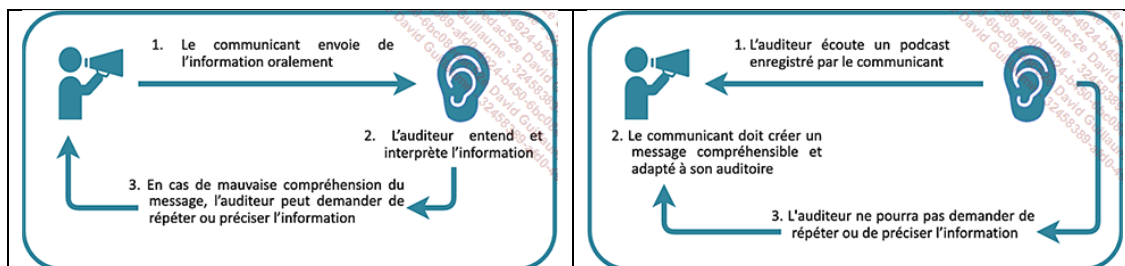 1. Le communicant envoie de
l'information oralement
2. L'auditeur entend et
interprète l'information
3. En cas de mauvaise compréhension du
message, l'auditeur peut demander de
répéter ou préciser l'information
1. L'auditeur écoute un podcast
enregistré par le communicant
2. Le communicant doit créer un
message compréhensible et
adapté à son auditoire
3. L'auditeur ne pourra pas demander de
répéter ou de préciser l'information